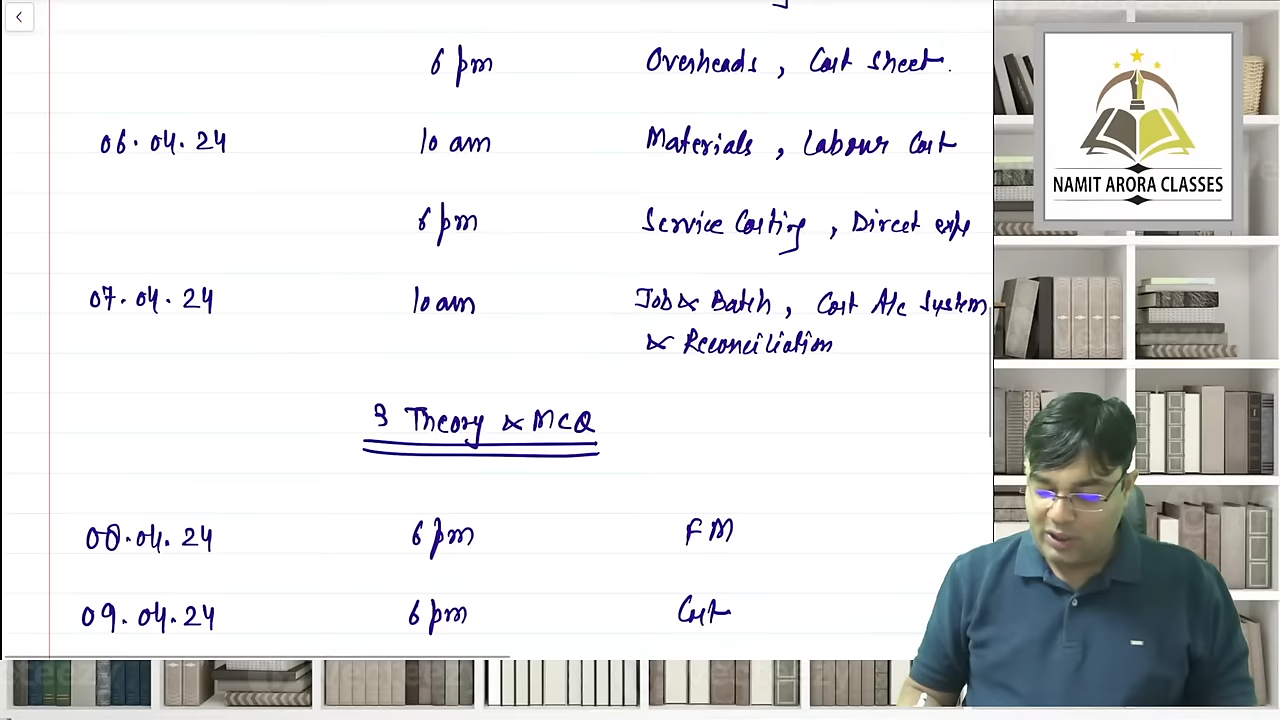 6 pm Overheads, Cost Sheet.
06.04.24 10 am Materials, Labour Cost
6 pm Service Costing, Direct exps
07.04.24 10 am Job & Batch, Cost A/c System
& Reconciliation
3 Theory & MCQ
08.04.24 6 pm FM
09.04.24 6 pm Cost
NAMIT ARORA CLASSES